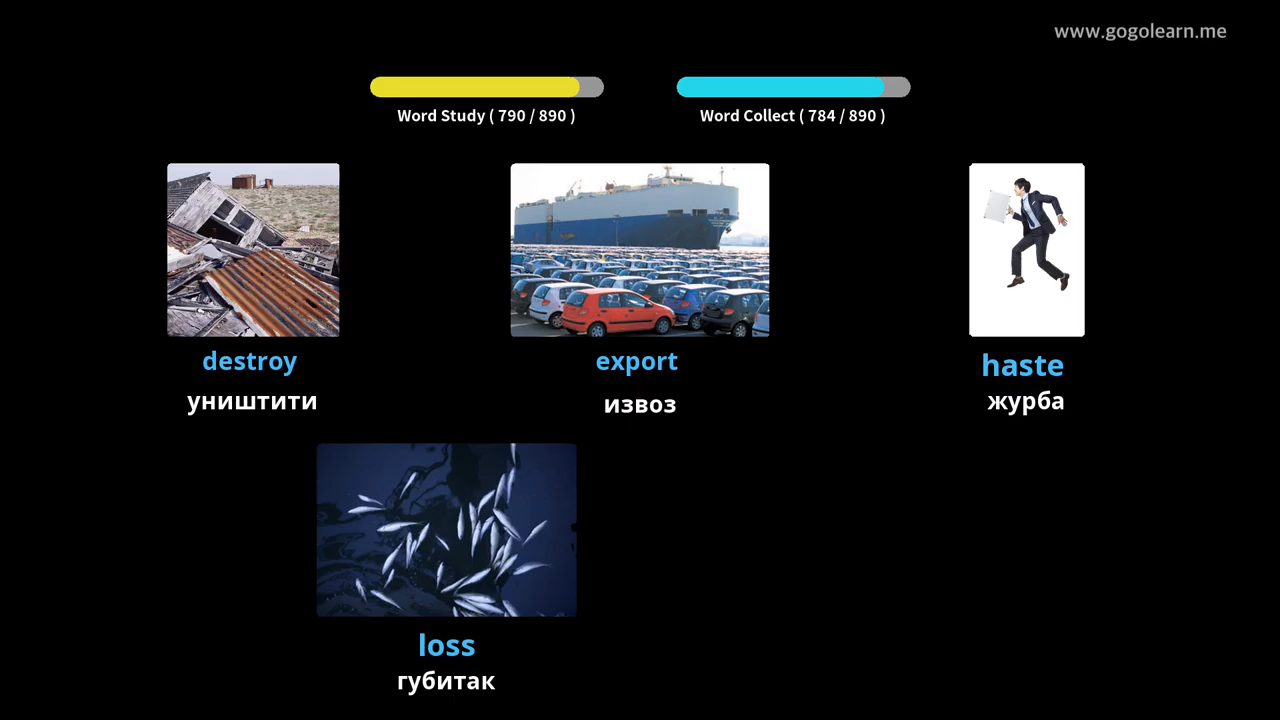 www.gogolearn.me
Word Study ( 790 / 890 )
Word Collect ( 784 / 890 )
destroy
уништити
export
извоз
haste
журба
loss
губитак